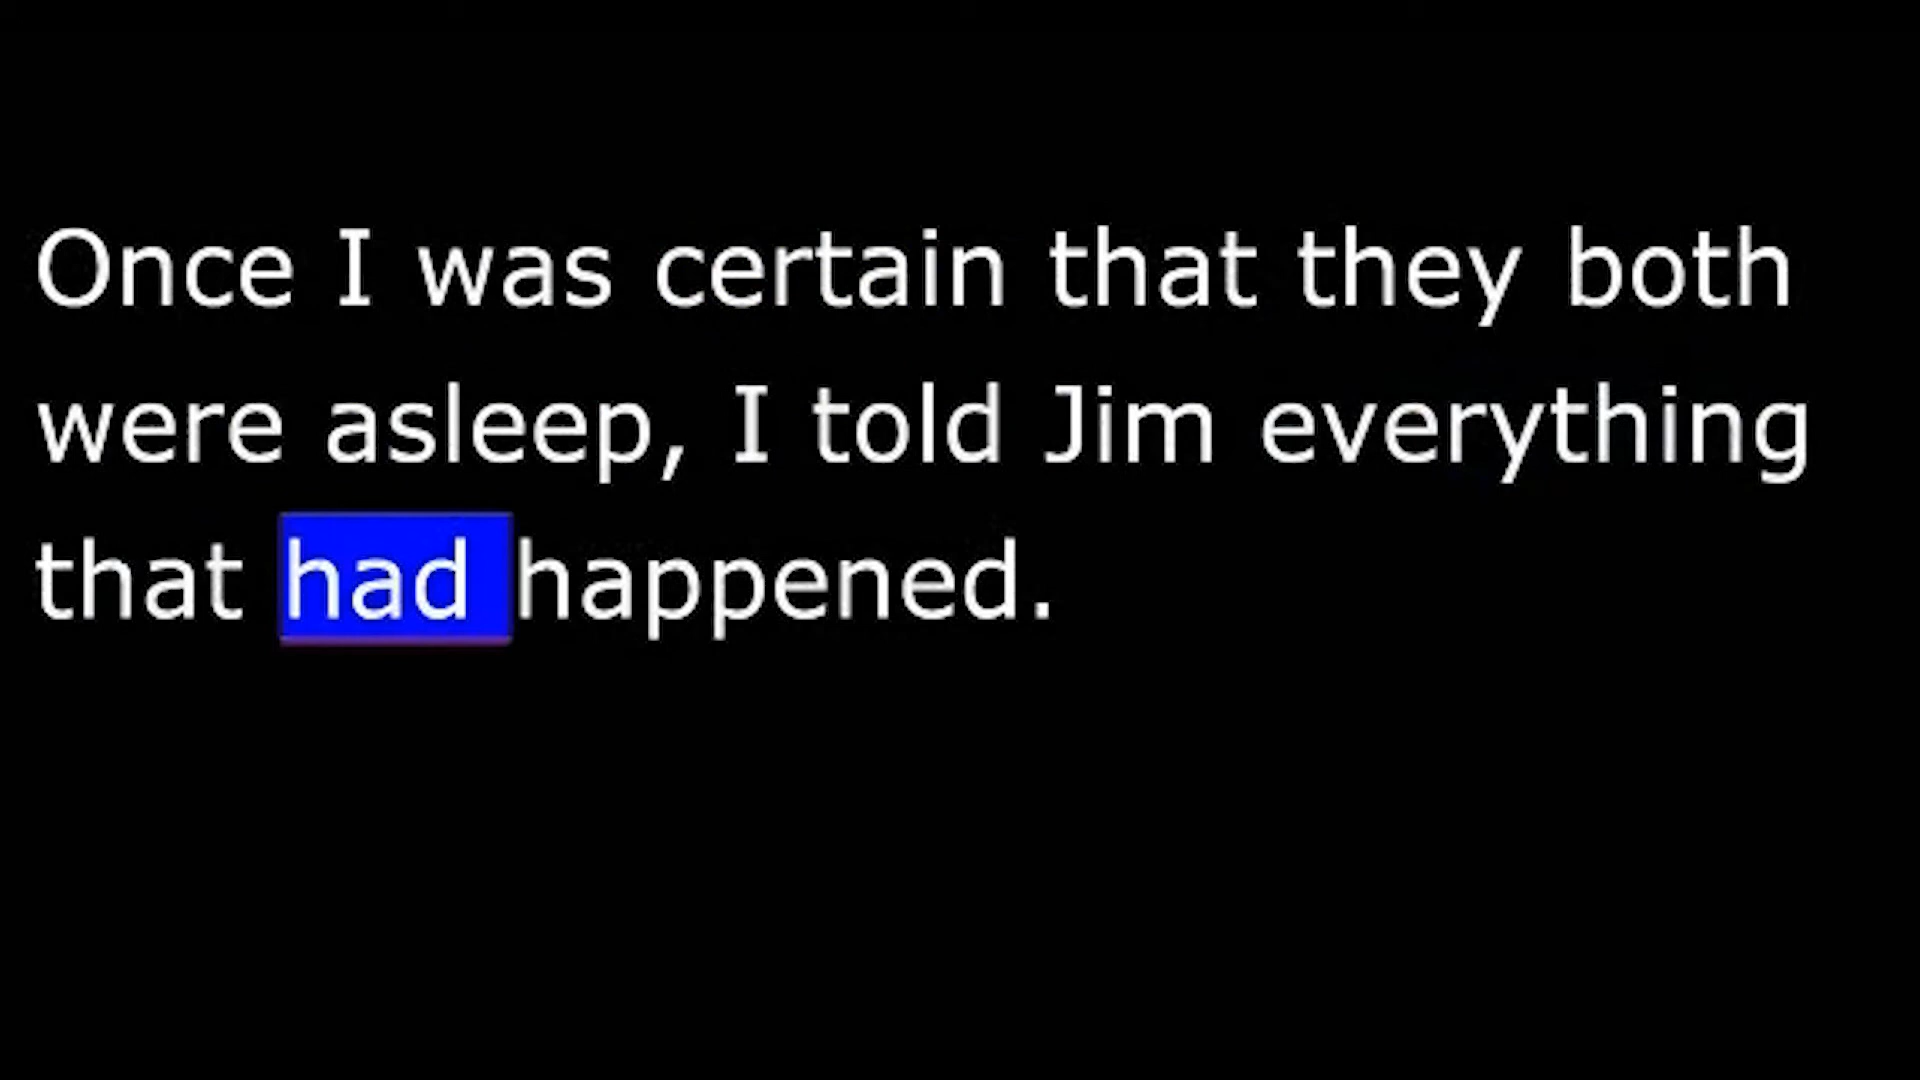 Once I was certain that they both
were asleep, I told Jim everything
that had happened.